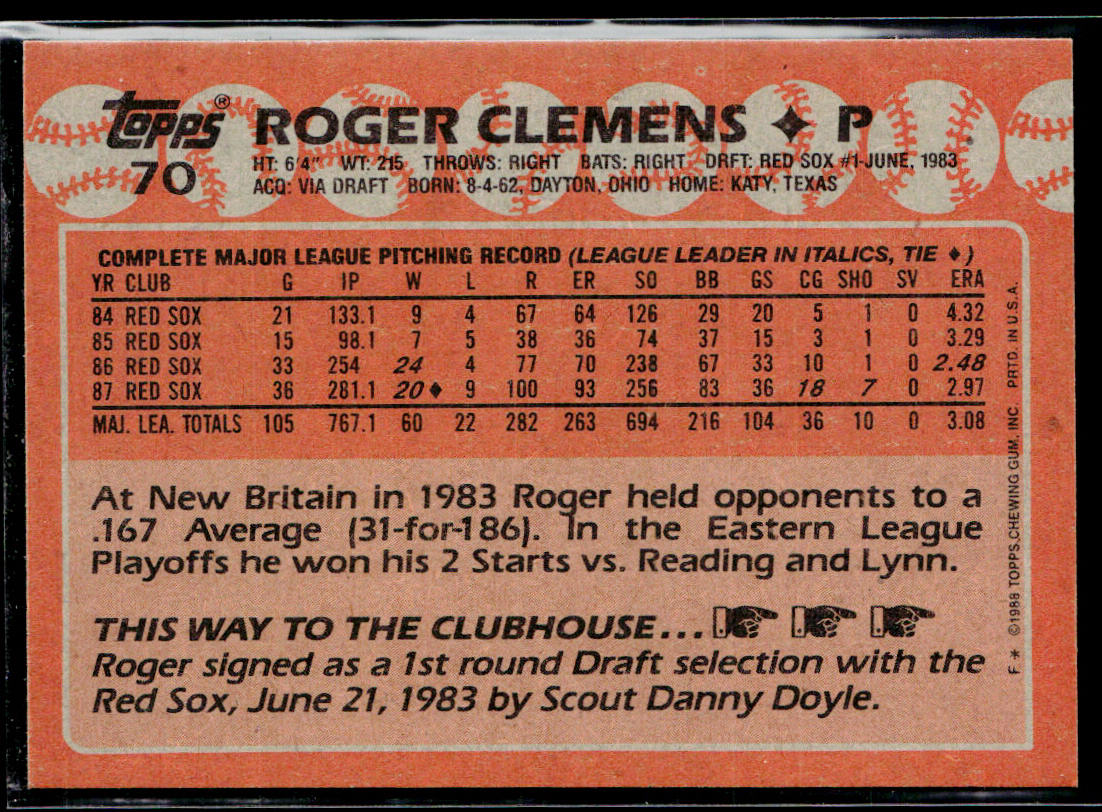 topps® ROGER CLEMENS ♦ P
70
HT: 6'4" WT: 215 THROWS: RIGHT BATS: RIGHT DRFT: RED SOX #1-JUNE, 1983
ACQ: VIA DRAFT BORN: 8-4-62, DAYTON, OHIO HOME: KATY, TEXAS
COMPLETE MAJOR LEAGUE PITCHING RECORD (LEAGUE LEADER IN ITALICS, TIE ♦)
YR CLUB G IP W L R ER SO BB GS CG SHO SV ERA
84 RED SOX 21 133.1 9 4 67 64 126 29 20 5 1 0 4.32
85 RED SOX 15 98.1 7 5 38 36 74 37 15 3 1 0 3.29
86 RED SOX 33 254 24 4 77 70 238 67 33 10 1 0 2.48
87 RED SOX 36 281.1 20♦ 9 100 93 256 83 36 18 7 0 2.97
MAJ. LEA. TOTALS 105 767.1 60 22 282 263 694 216 104 36 10 0 3.08
At New Britain in 1983 Roger held opponents to a
.167 Average (31-for-186). In the Eastern League
Playoffs he won his 2 Starts vs. Reading and Lynn.
THIS WAY TO THE CLUBHOUSE...
Roger signed as a 1st round Draft selection with the
Red Sox, June 21, 1983 by Scout Danny Doyle.
F * ©1988 TOPPS CHEWING GUM, INC. PRTD. IN U.S.A.